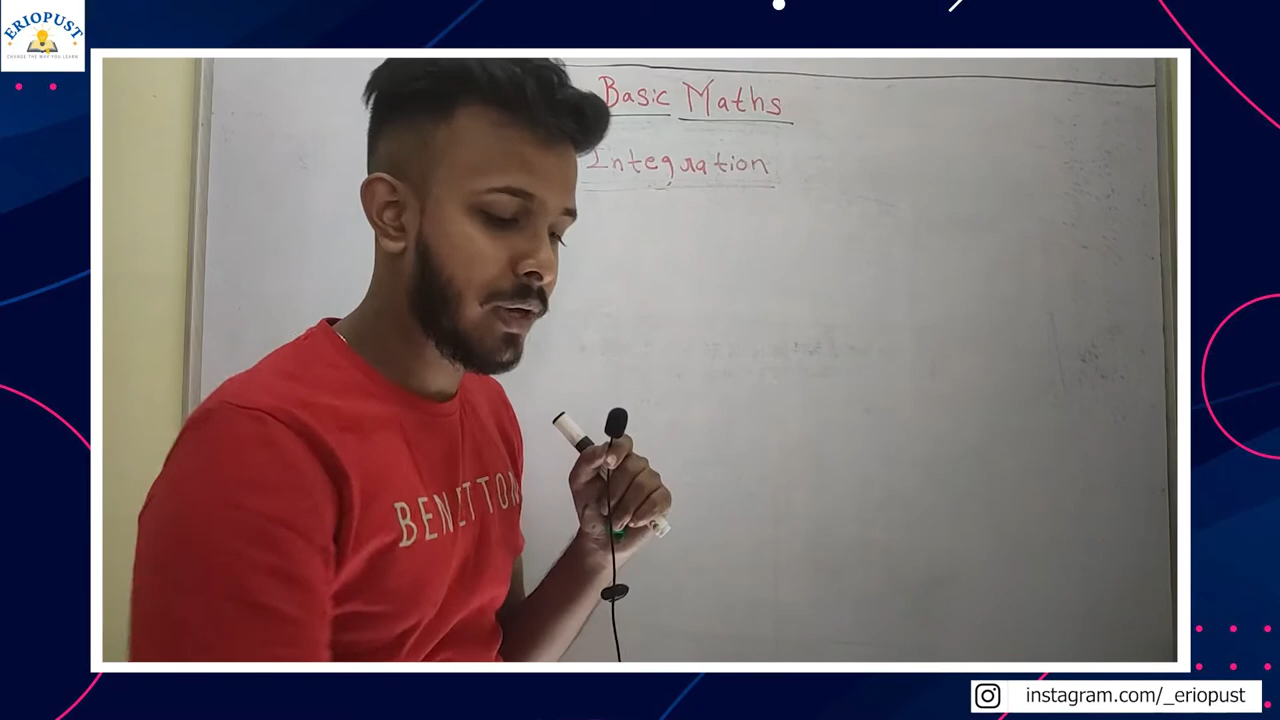 ERIOPUST
CHANGE THE WAY YOU LEARN
Basic Maths
Integration
BENETTON
instagram.com/_eriopust